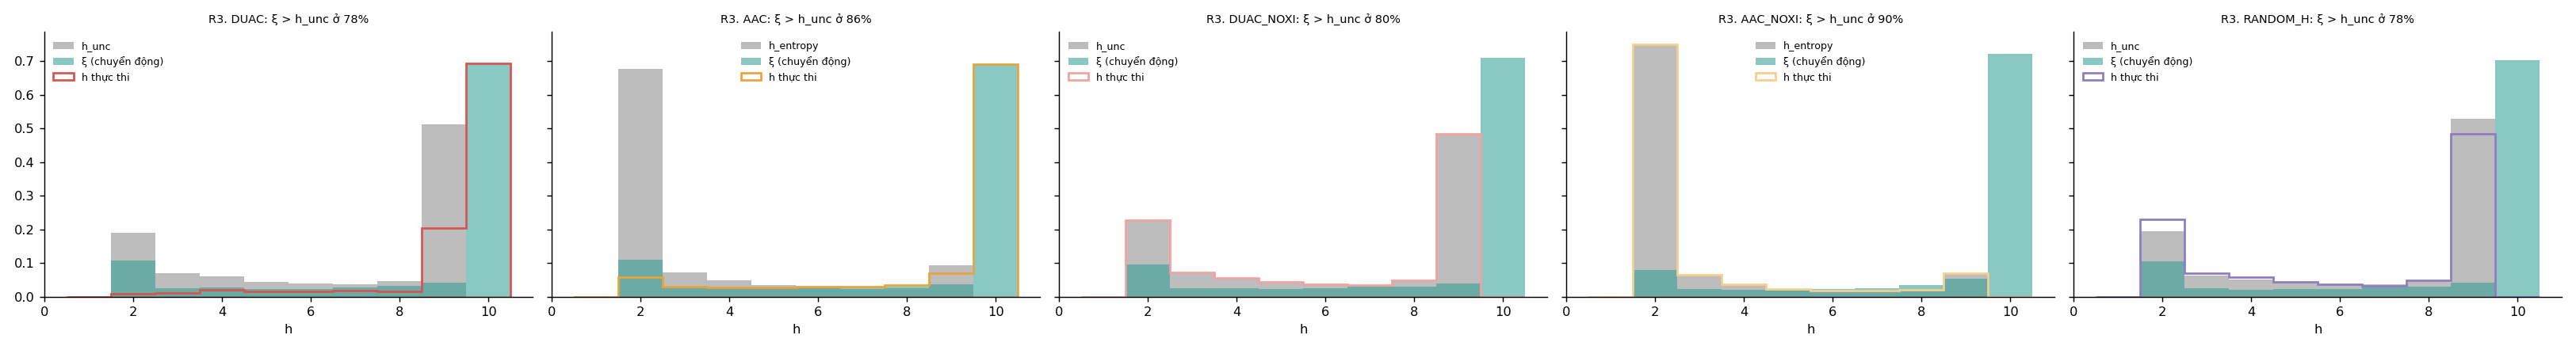 R3. DUAC: ξ > h_unc ở 78%
h_unc
ξ (chuyển động)
h thực thi
0.7
0.6
0.5
0.4
0.3
0.2
0.1
0.0
0 2 4 6 8 10
h
R3. AAC: ξ > h_unc ở 86%
h_entropy
ξ (chuyển động)
h thực thi
0 2 4 6 8 10
h
R3. DUAC_NOXI: ξ > h_unc ở 80%
h_unc
ξ (chuyển động)
h thực thi
0 2 4 6 8 10
h
R3. AAC_NOXI: ξ > h_unc ở 90%
h_entropy
ξ (chuyển động)
h thực thi
0 2 4 6 8 10
h
R3. RANDOM_H: ξ > h_unc ở 78%
h_unc
ξ (chuyển động)
h thực thi
0 2 4 6 8 10
h